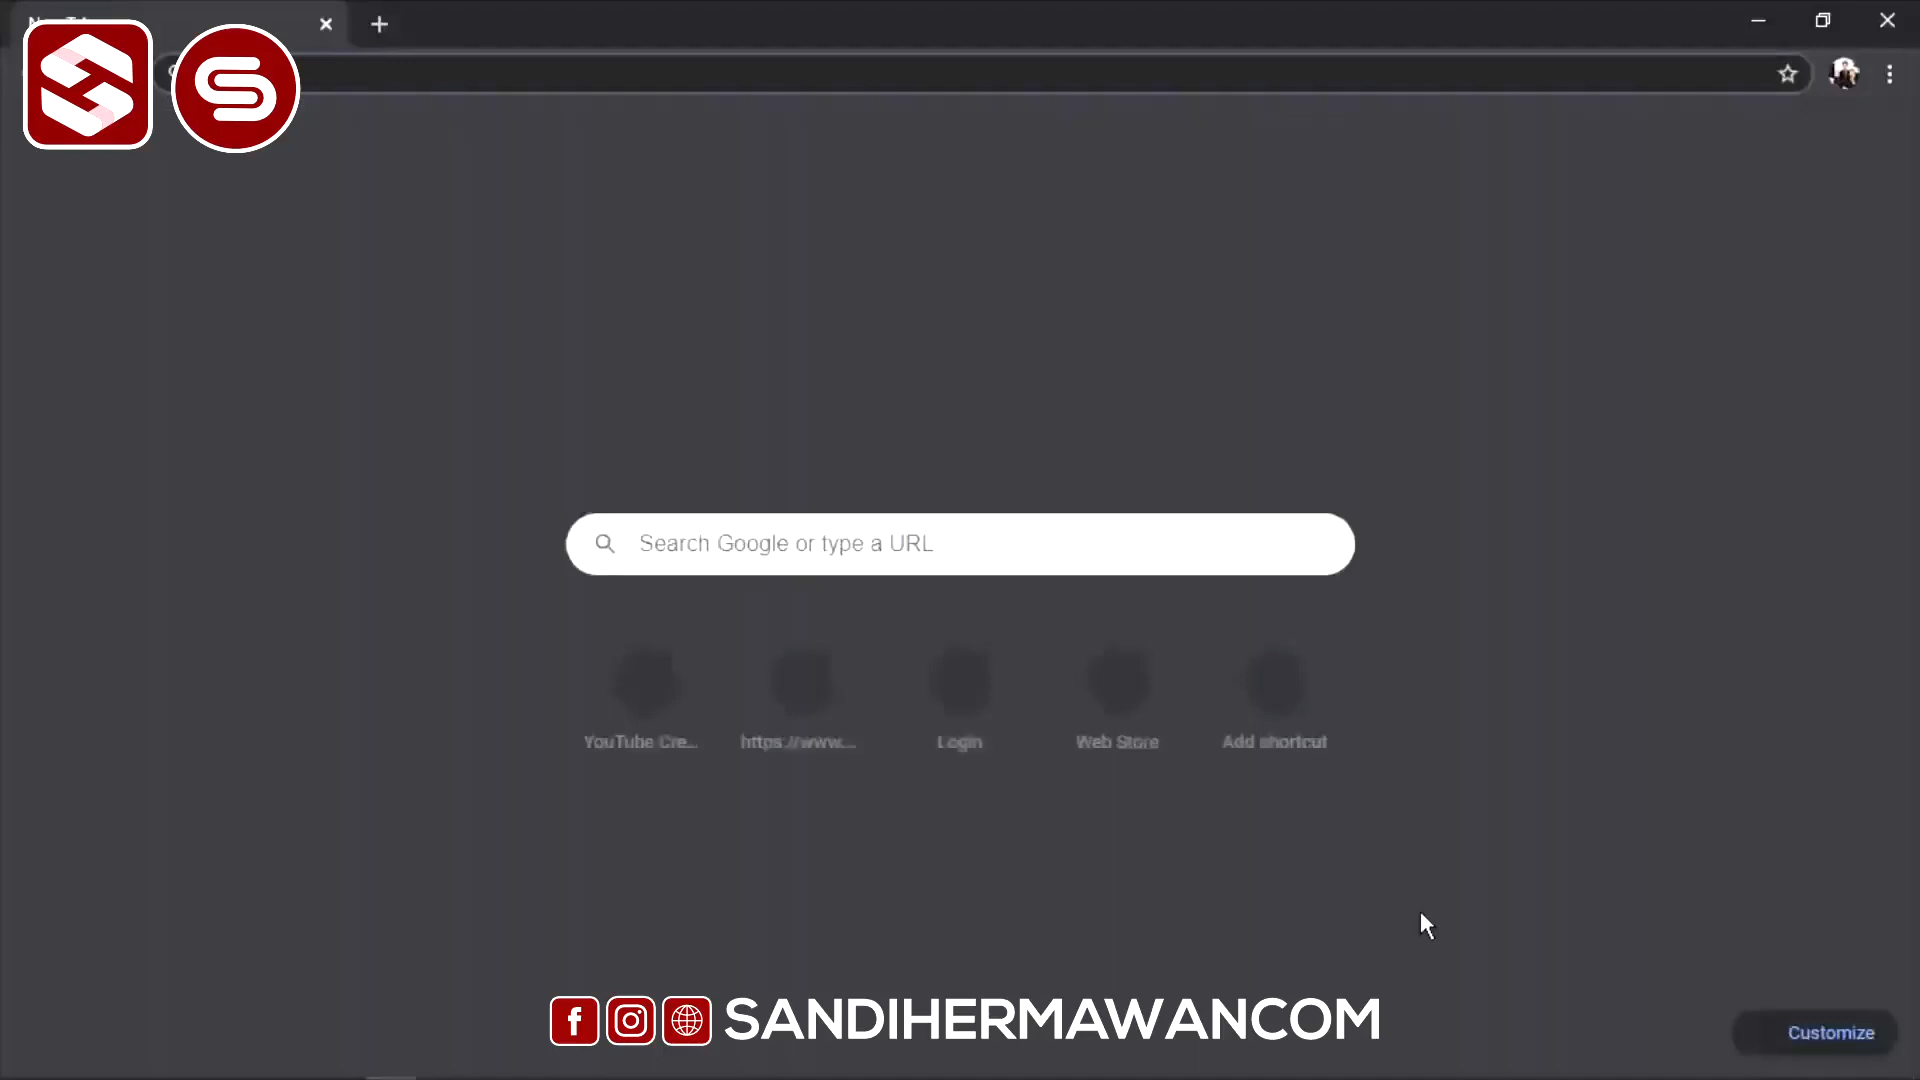 Search Google or type a URL
YouTube Cre...
https://www....
Login
Web Store
Add shortcut
SANDIHERMAWANCOM
Customize